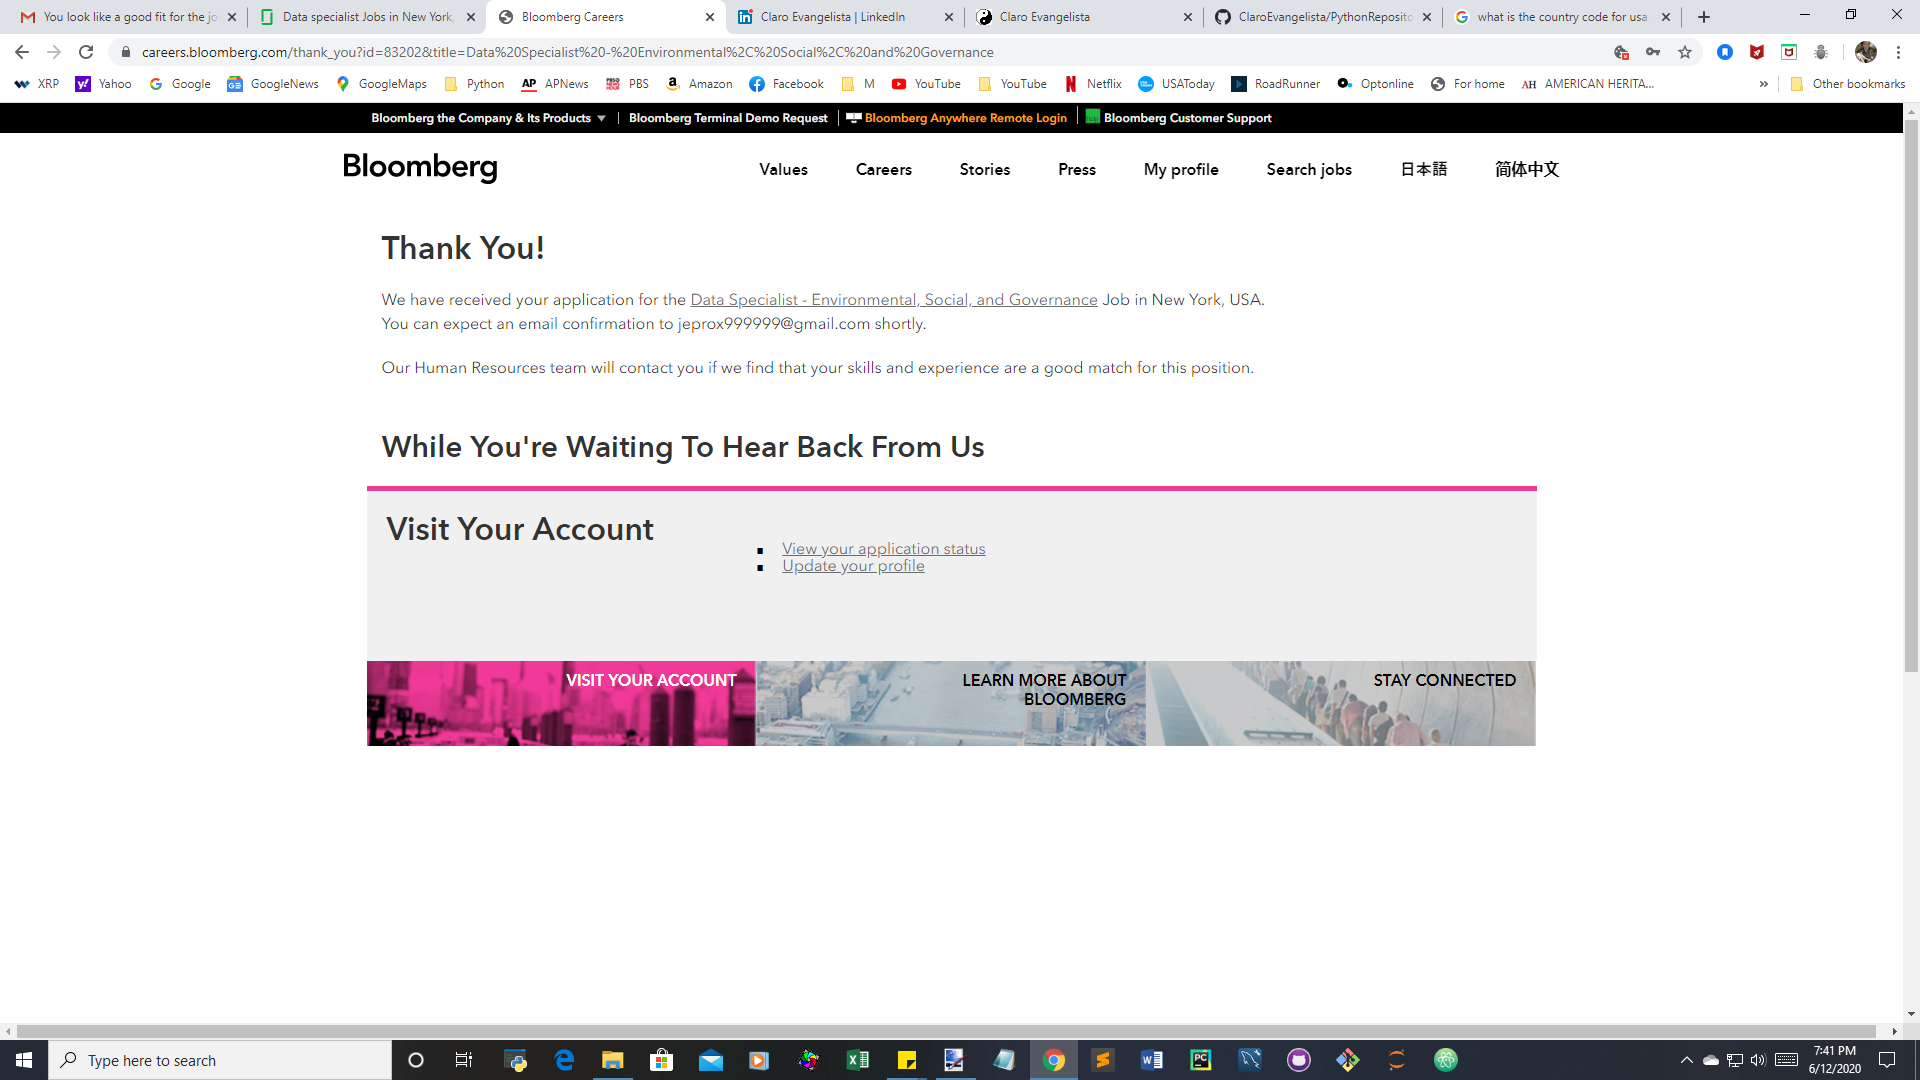 You look like a good fit for the jo
Data specialist Jobs in New York,
Bloomberg Careers
Claro Evangelista | LinkedIn
Claro Evangelista
ClaroEvangelista/PythonReposito
what is the country code for usa
careers.bloomberg.com/thank_you?id=83202&title=Data%20Specialist%20-%20Environmental%2C%20Social%2C%20and%20Governance
XRP
Yahoo
Google
GoogleNews
GoogleMaps
Python
APNews
PBS
Amazon
Facebook
M
YouTube
YouTube
Netflix
USAToday
RoadRunner
Optonline
For home
AH AMERICAN HERITA...
» Other bookmarks
Bloomberg the Company & Its Products
Bloomberg Terminal Demo Request
Bloomberg Anywhere Remote Login
Bloomberg Customer Support
Bloomberg
Values
Careers
Stories
Press
My profile
Search jobs
日本語
简体中文
Thank You!
We have received your application for the Data Specialist - Environmental, Social, and Governance Job in New York, USA.
You can expect an email confirmation to jeprox999999@gmail.com shortly.
Our Human Resources team will contact you if we find that your skills and experience are a good match for this position.
While You're Waiting To Hear Back From Us
Visit Your Account
View your application status
Update your profile
VISIT YOUR ACCOUNT
LEARN MORE ABOUT
BLOOMBERG
STAY CONNECTED
Type here to search
7:41 PM
6/12/2020